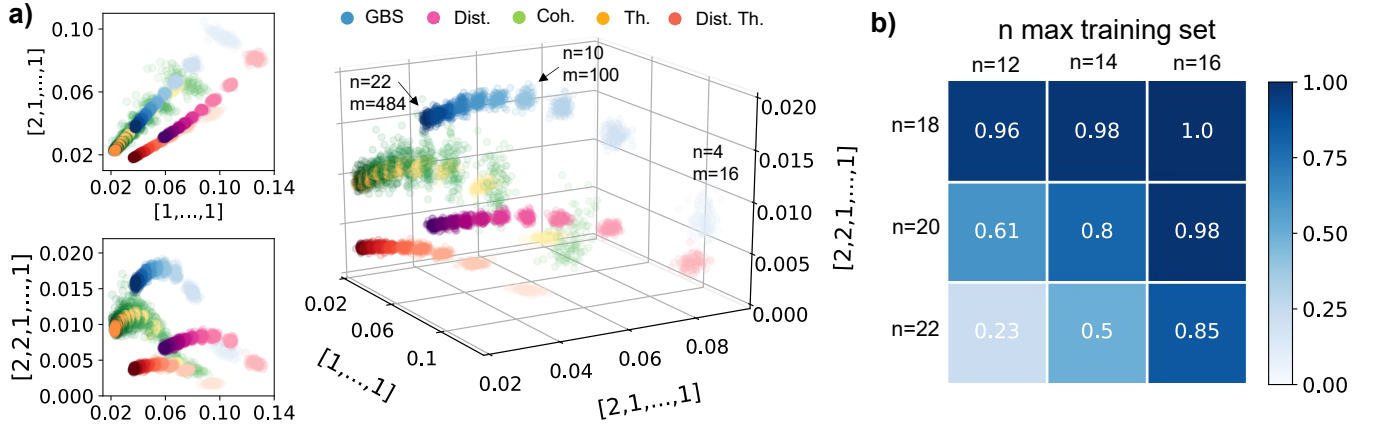 a)
GBS Dist. Coh. Th. Dist. Th.
[2,1,...,1]
0.10
0.06
0.02
0.02 0.06 0.10 0.14
[1,...,1]
[2,2,1,...,1]
0.020
0.015
0.010
0.005
0.000
0.02 0.06 0.10 0.14
[1,...,1]
n=22
m=484
n=10
m=100
n=4
m=16
0.020
0.015
0.010
0.005
0.000
[2,2,1,...,1]
0.02
0.06
0.1
[1,...,1]
0.02
0.04
0.06
0.08
[2,1,...,1]
b)
n max training set
n=12 n=14 n=16
n=18 0.96 0.98 1.0
n=20 0.61 0.8 0.98
n=22 0.23 0.5 0.85
1.00
0.75
0.50
0.25
0.00